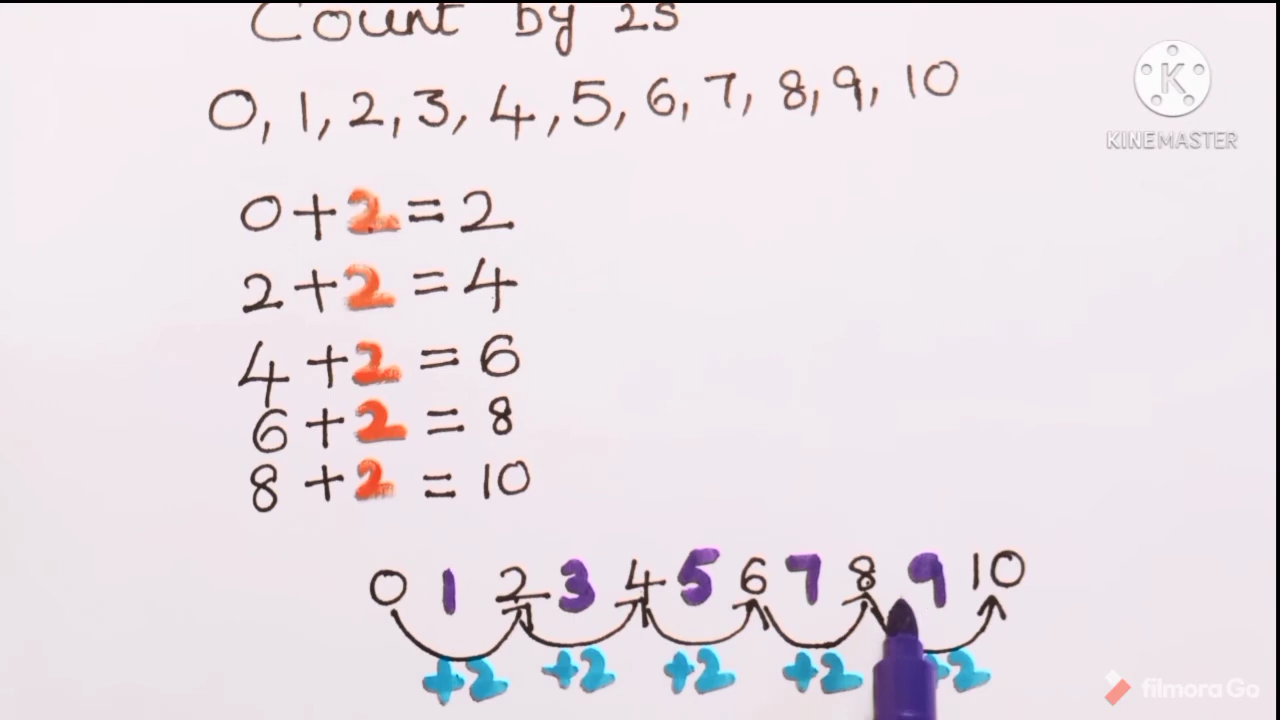 Count by 2s
0, 1, 2, 3, 4, 5, 6, 7, 8, 9, 10
K
KINEMASTER
0+2=2
2+2=4
4+2=6
6+2=8
8+2=10
0 1 2 3 4 5 6 7 8 9 10
+2 +2 +2 +2 +2
filmora Go